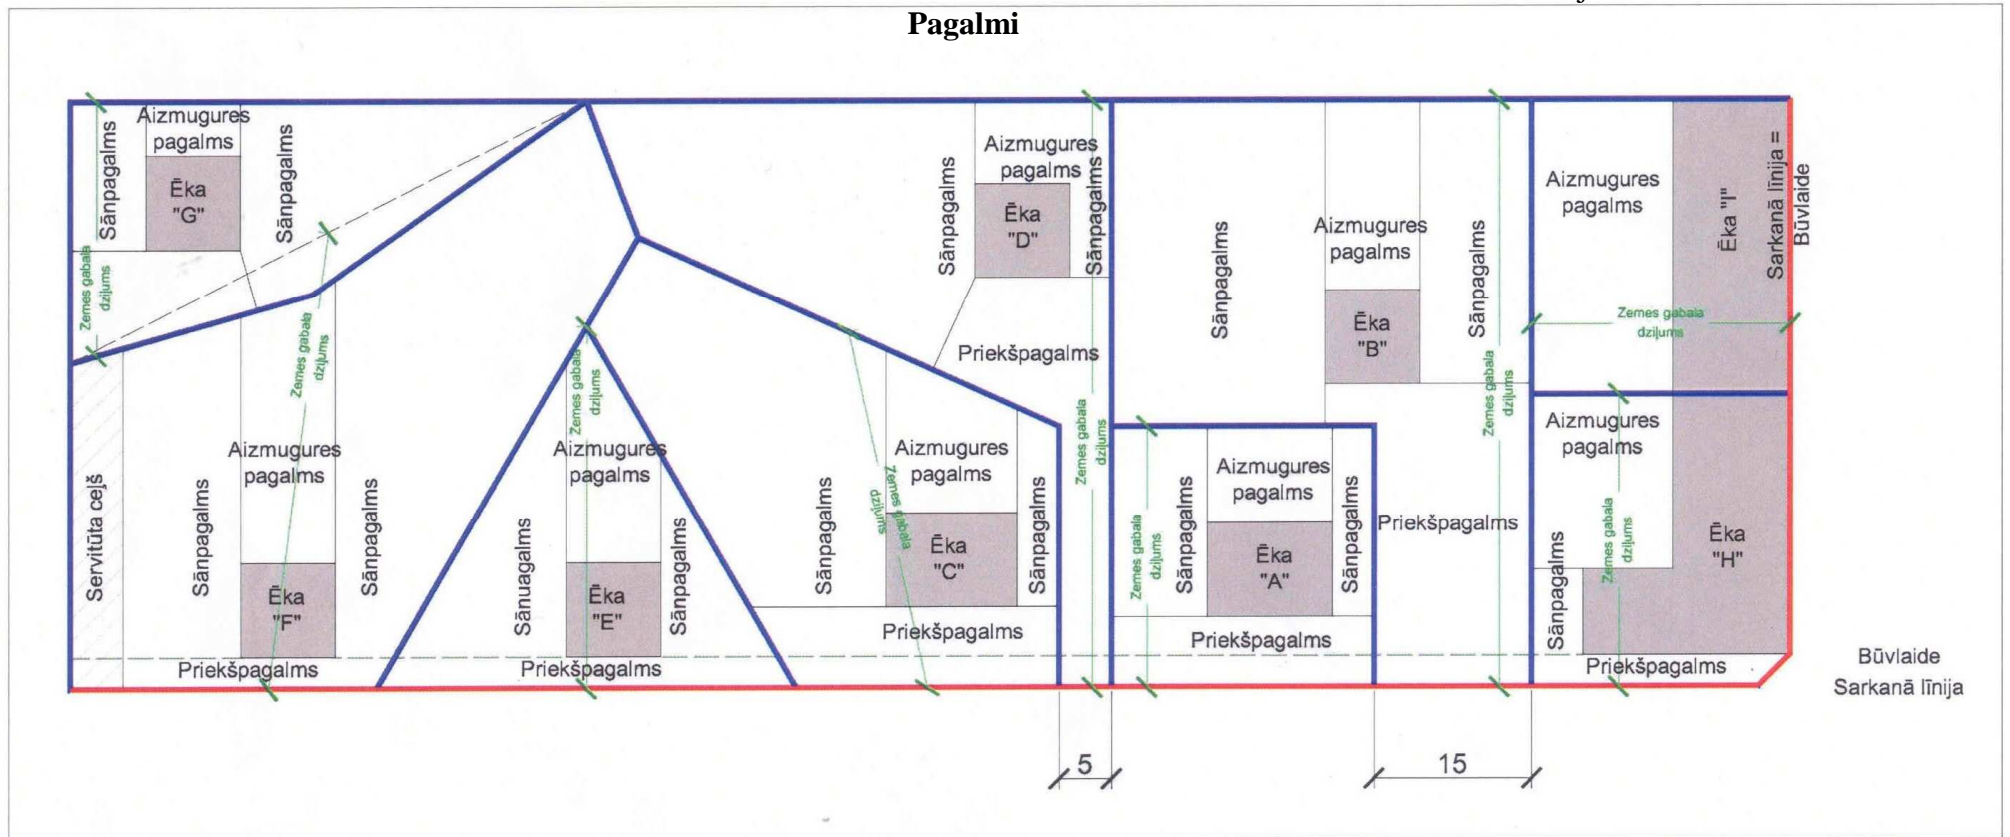 Pagalmi
Sānpagalms
Aizmugures
pagalms
Ēka
"G"
Sānpagalms
Zemes gabala
dziļums
Servitūta ceļš
Sānpagalms
Aizmugures
pagalms
Zemes gabala
dziļums
Ēka
"F"
Sānpagalms
Priekšpagalms
Sānuagalms
Zemes gabala
dziļums
Aizmugures
pagalms
Ēka
"E"
Sānpagalms
Priekšpagalms
Sānpagalms
Aizmugures
pagalms
Ēka
"D"
Sānpagalms
Priekšpagalms
Zemes gabala
dziļums
Sānpagalms
Zemes gabala
dziļums
Aizmugures
pagalms
Ēka
"C"
Sānpagalms
Priekšpagalms
Zemes gabala
dziļums
Sānpagalms
Aizmugures
pagalms
Ēka
"A"
Sānpagalms
Priekšpagalms
Sānpagalms
Aizmugures
pagalms
Ēka
"B"
Sānpagalms
Zemes gabala
dziļums
Priekšpagalms
Aizmugures
pagalms
Ēka "I"
Sarkanā līnija =
Būvlaide
Zemes gabala
dziļums
Aizmugures
pagalms
Zemes gabala
dziļums
Sānpagalms
Ēka
"H"
Priekšpagalms
Būvlaide
Sarkanā līnija
5
15